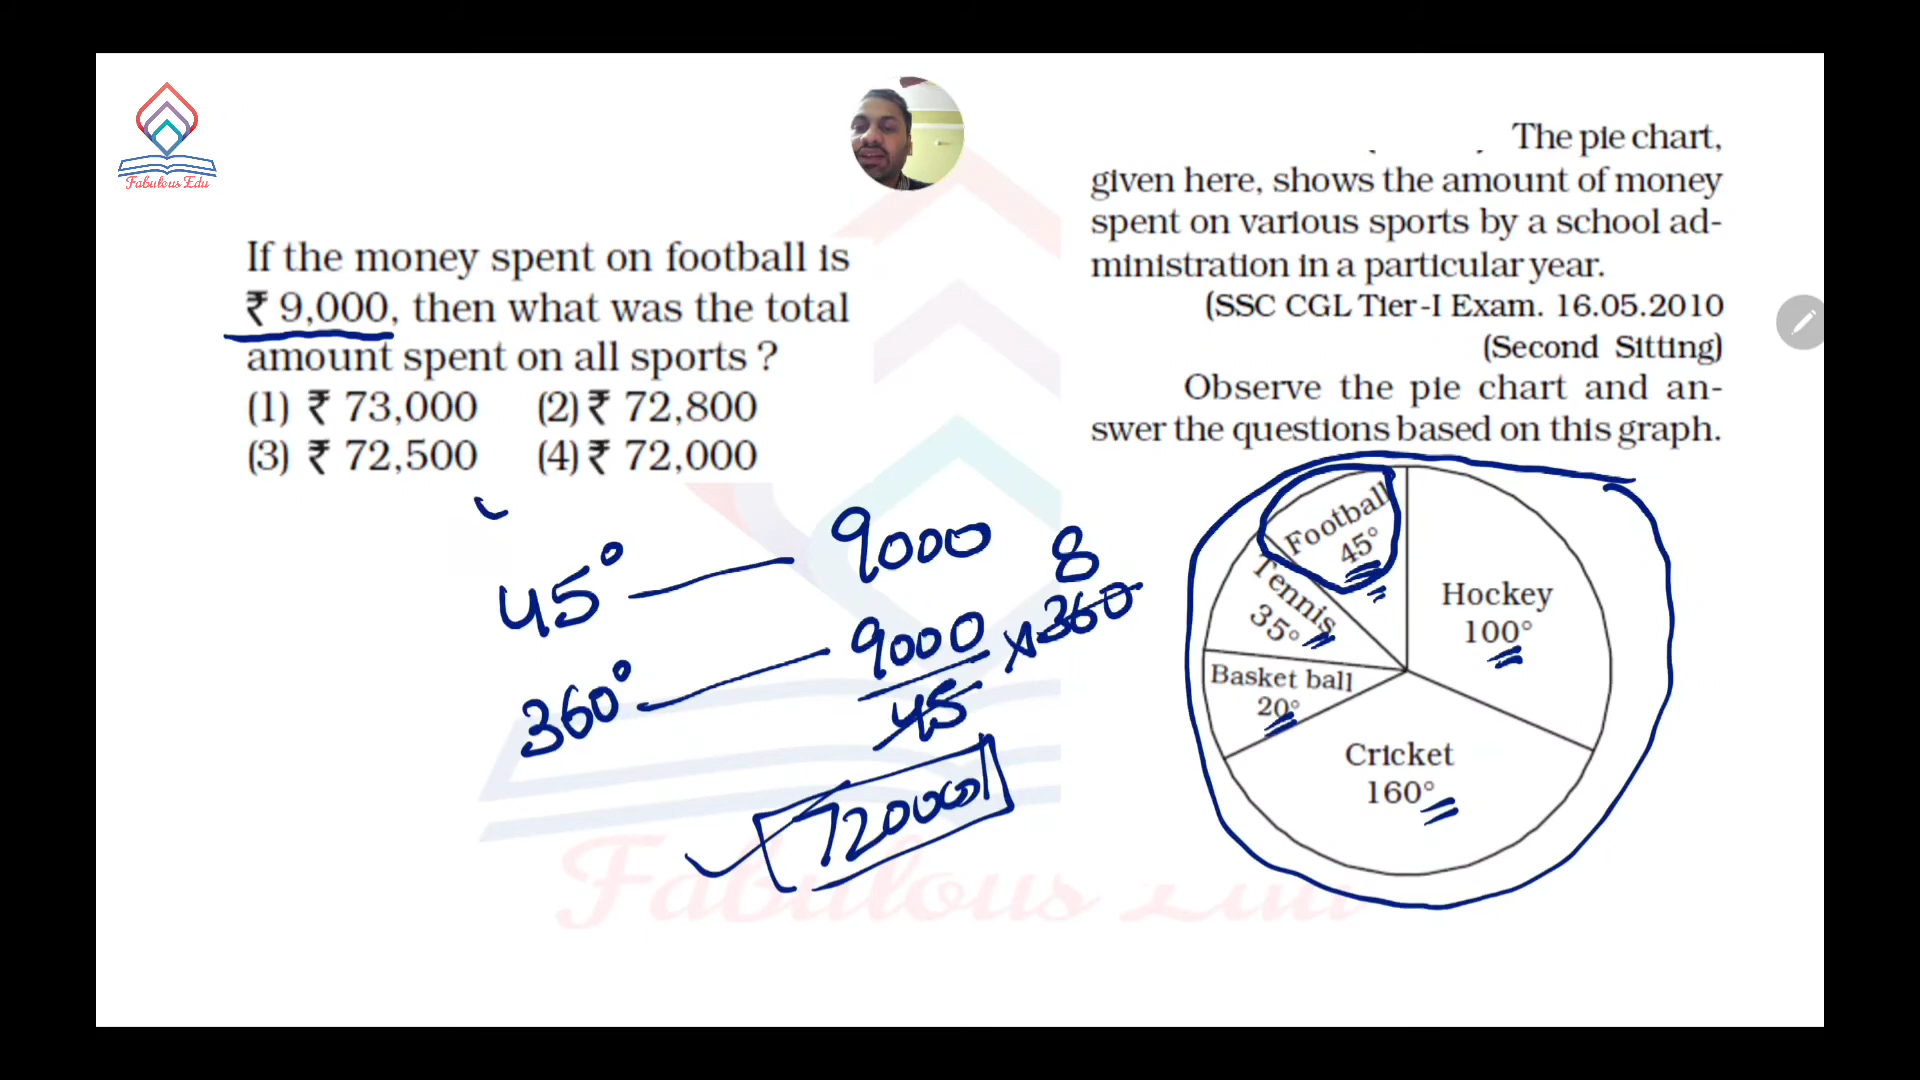 Fabulous Edu
If the money spent on football is
₹ 9,000, then what was the total
amount spent on all sports ?
(1) ₹ 73,000 (2) ₹ 72,800
(3) ₹ 72,500 (4) ₹ 72,000
45° 9000
8
360° 9000 × 360
45
72000
The pie chart,
given here, shows the amount of money
spent on various sports by a school ad-
ministration in a particular year.
(SSC CGL Tier-I Exam. 16.05.2010
(Second Sitting)
Observe the pie chart and an-
swer the questions based on this graph.
Football
45°
Tennis
35°
Hockey
100°
Basket ball
20°
Cricket
160°
Fabulous Edu